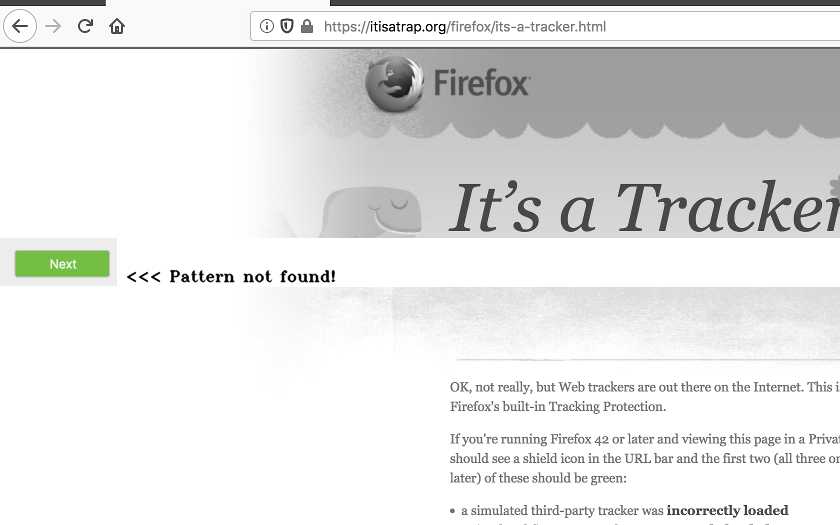 https://itisatrap.org/firefox/its-a-tracker.html
Firefox
It's a Tracker
Next
<<< Pattern not found!
OK, not really, but Web trackers are out there on the Internet. This
Firefox's built-in Tracking Protection.
If you're running Firefox 42 or later and viewing this page in a
should see a shield icon in the URL bar and the first two (all three
later) of these should be green:
• a simulated third-party tracker was incorrectly loaded